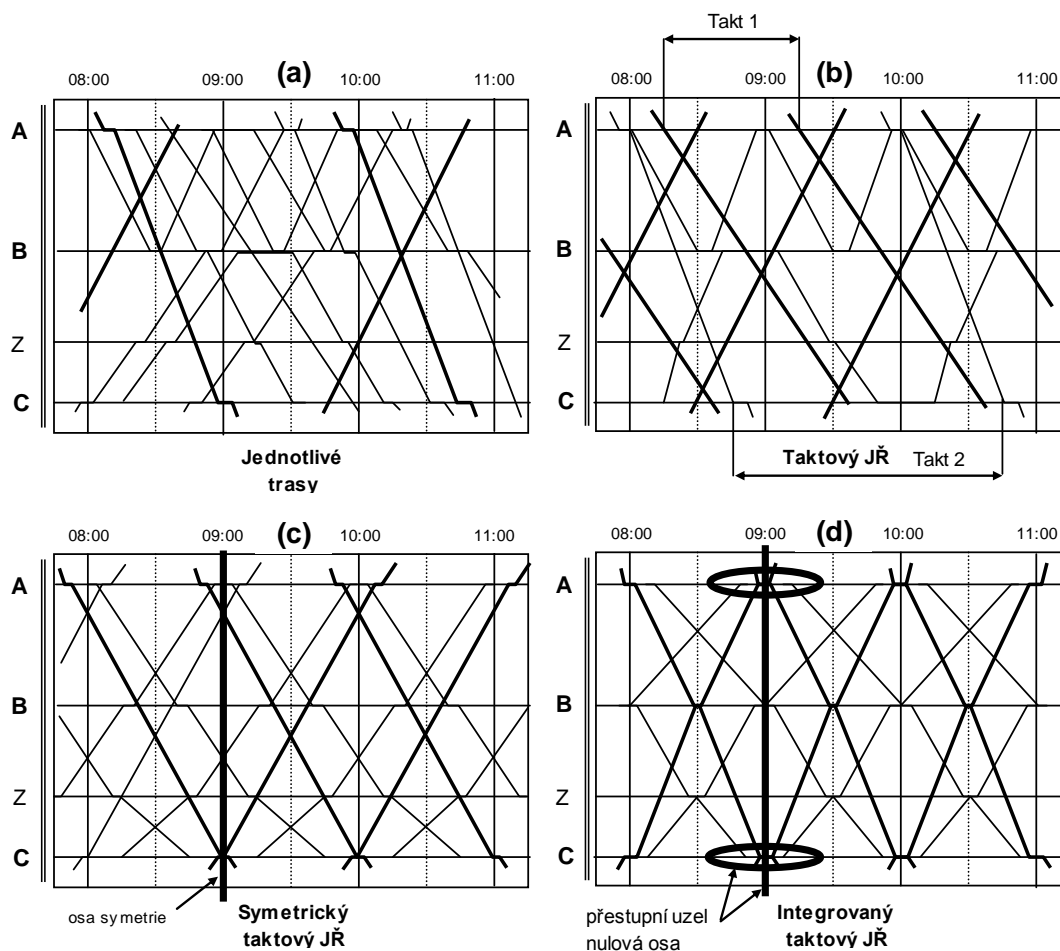 Takt 1
(a)
08:00 09:00 10:00 11:00
A
B
Z
C
Jednotlivé
trasy
(b)
08:00 09:00 10:00 11:00
A
B
Z
C
Taktový JŘ
Takt 2
(c)
08:00 09:00 10:00 11:00
A
B
Z
C
osa symetrie
Symetrický
taktový JŘ
(d)
08:00 09:00 10:00 11:00
A
B
Z
C
přestupní uzel
nulová osa
Integrovaný
taktový JŘ